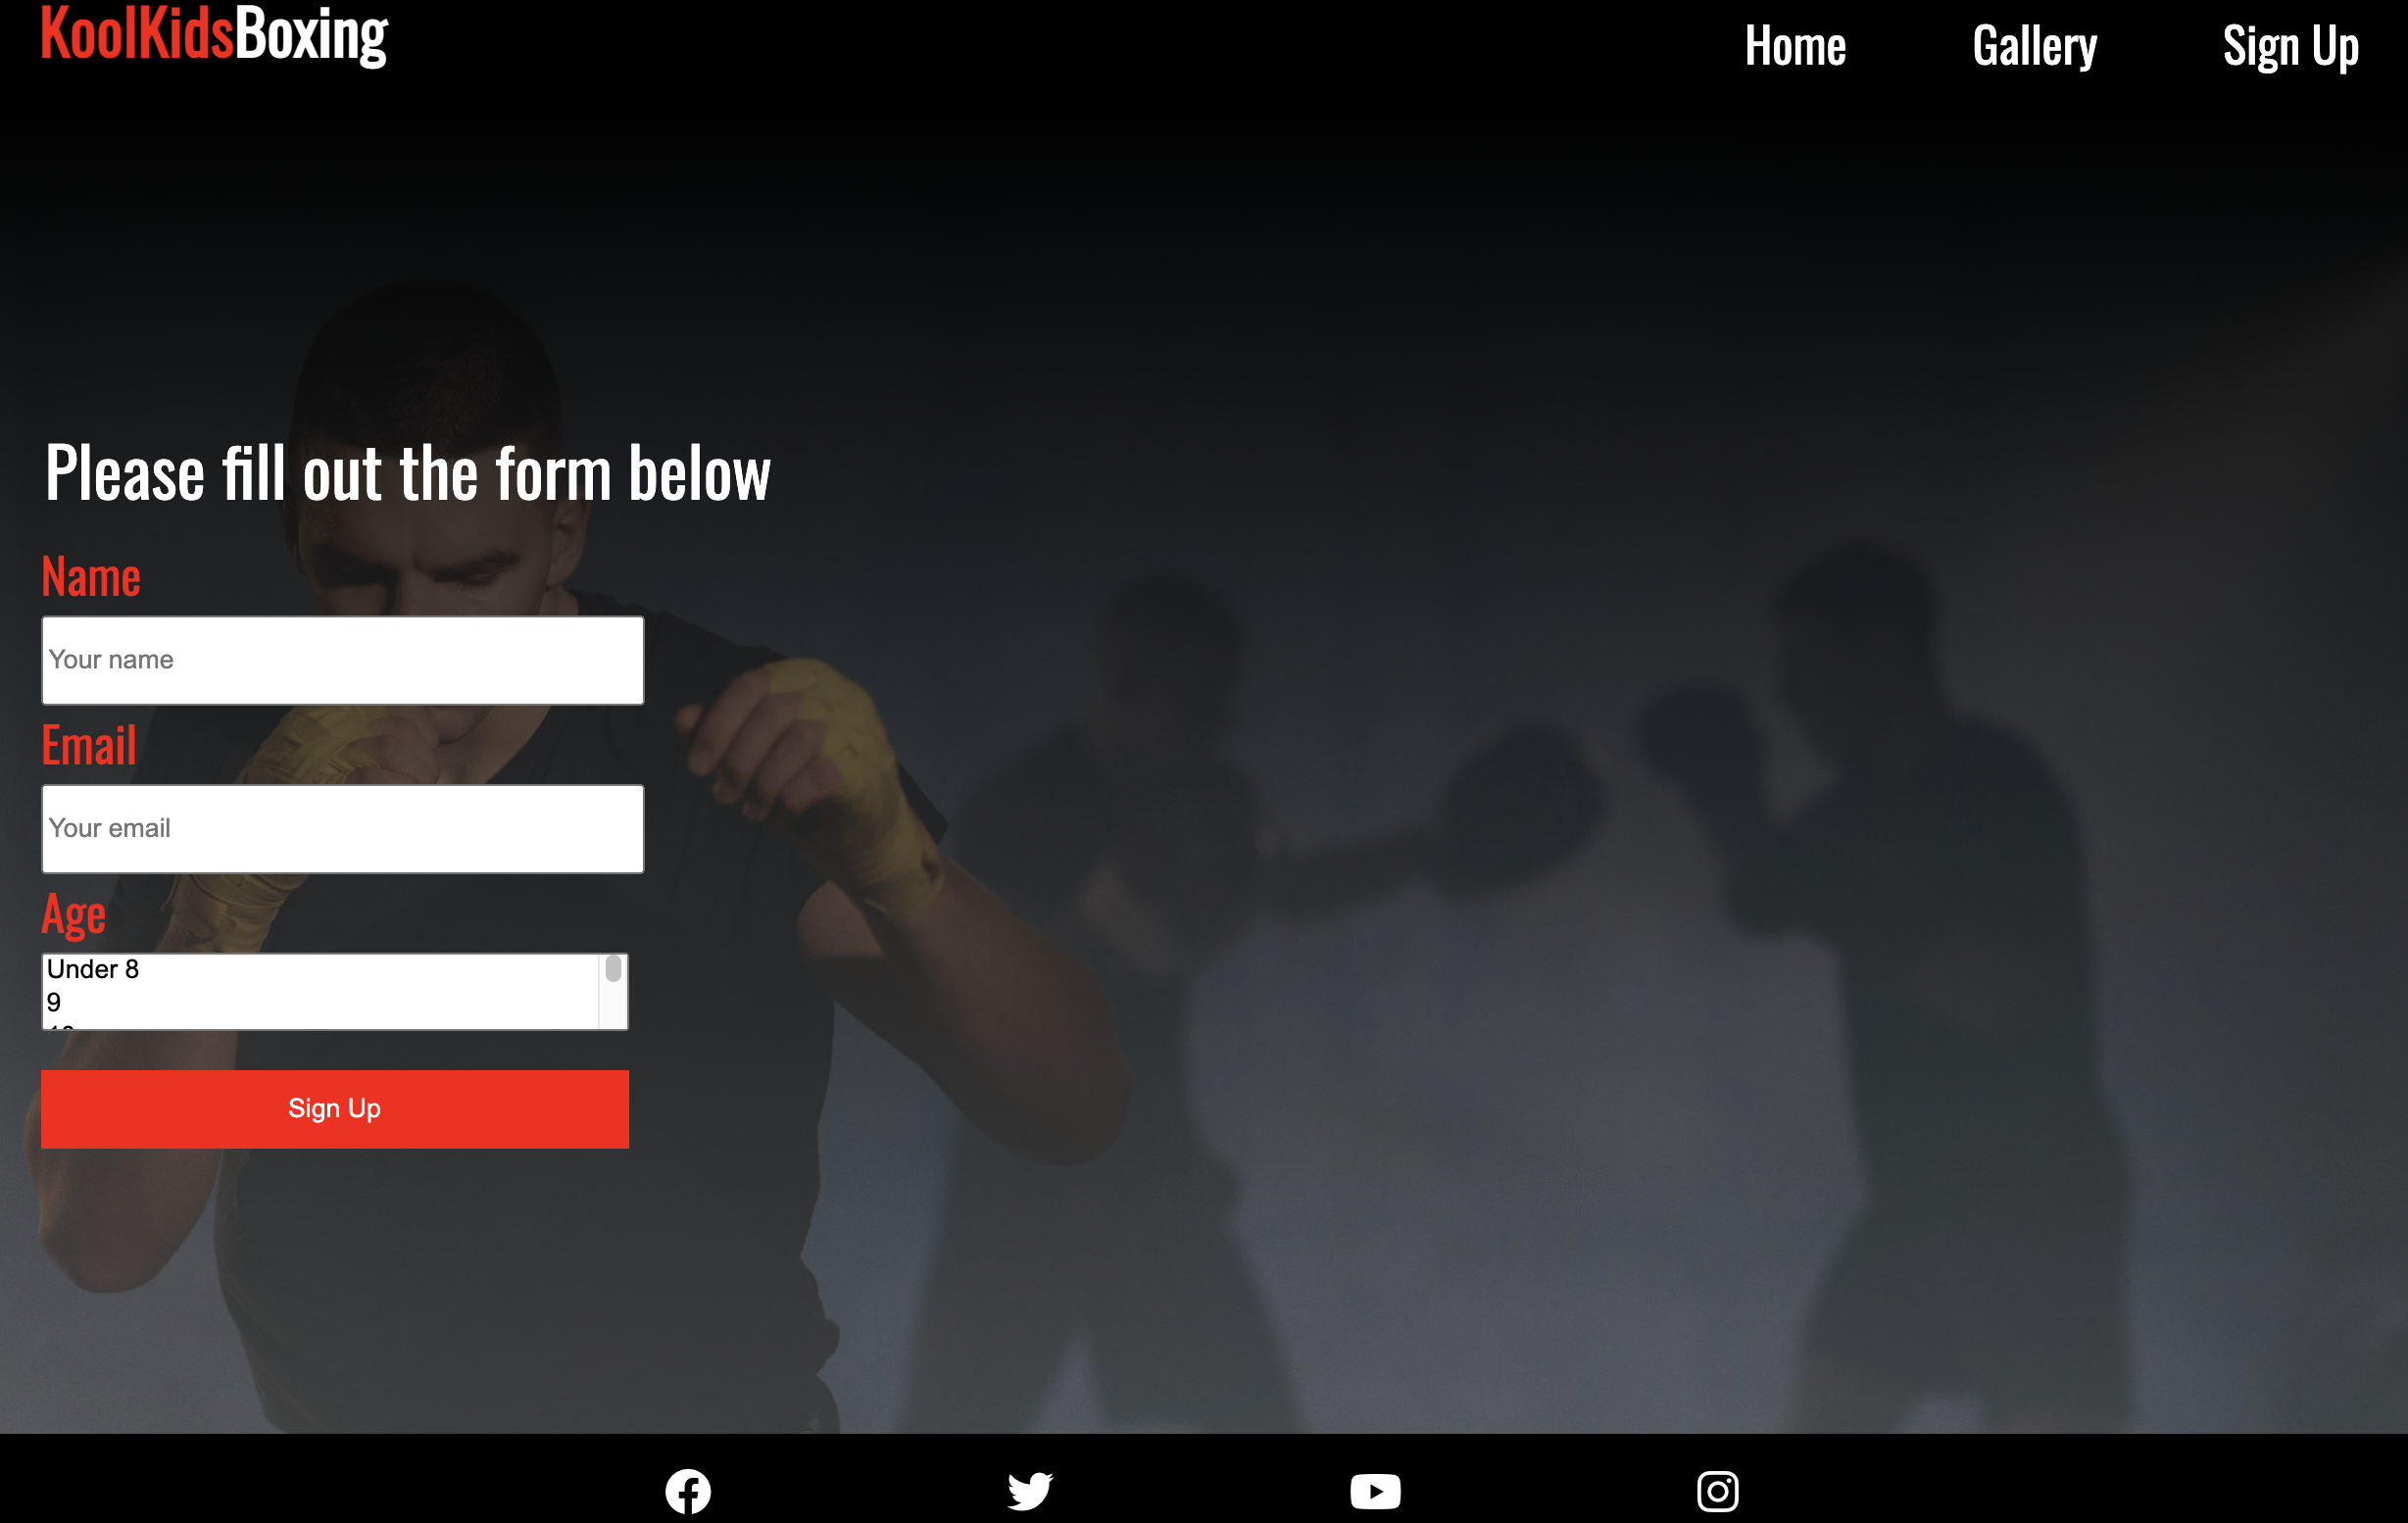 KoolKidsBoxing
Home Gallery Sign Up
Please fill out the form below
Name
Your name
Email
Your email
Age
Under 8
9
Sign Up